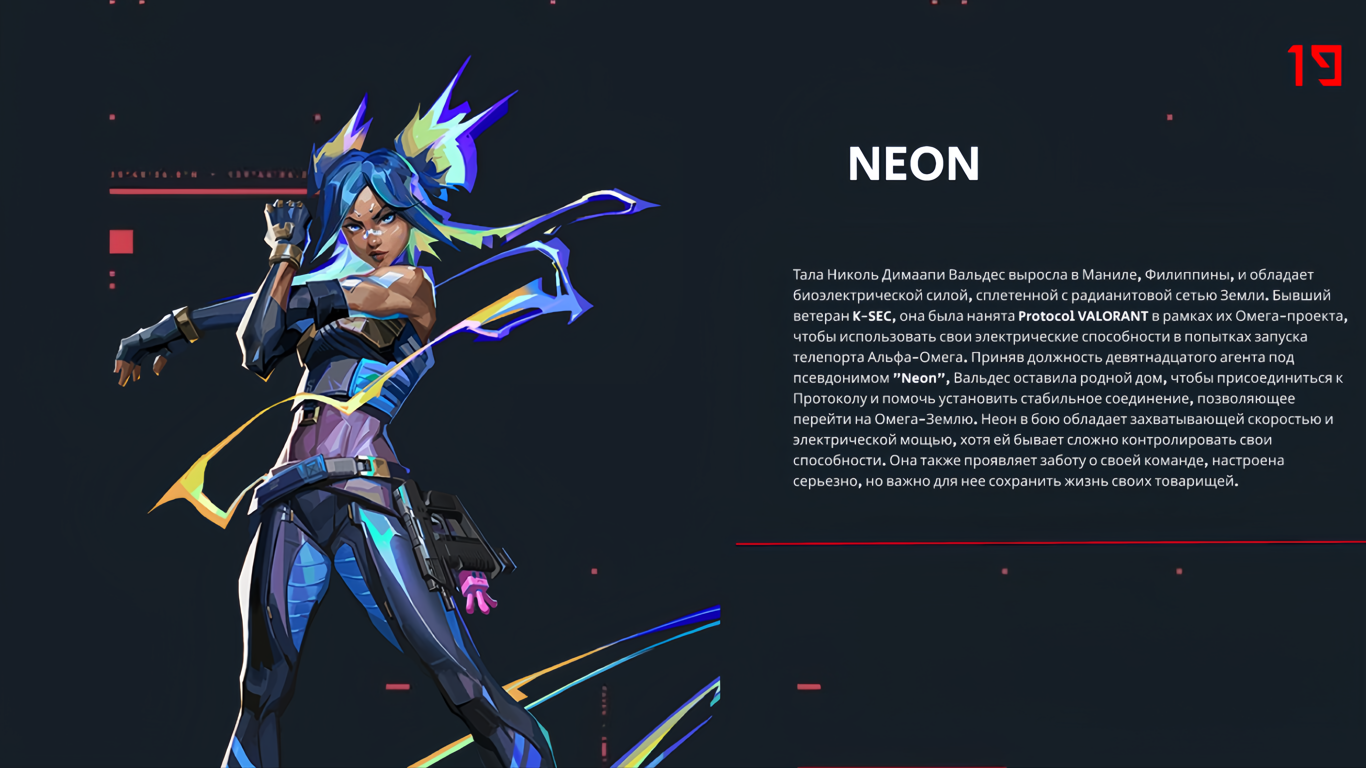 19
NEON
Тала Николь Димаапи Вальдес выросла в Маниле, Филиппины, и обладает
биоэлектрической силой, сплетенной с радианитовой сетью Земли. Бывший
ветеран K-SEC, она была нанята Protocol VALORANT в рамках их Омега-проекта,
чтобы использовать свои электрические способности в попытках запуска
телепорта Альфа-Омега. Приняв должность девятнадцатого агента под
псевдонимом ”Neon”, Вальдес оставила родной дом, чтобы присоединиться к
Протоколу и помочь установить стабильное соединение, позволяющее
перейти на Омега-Землю. Неон в бою обладает захватывающей скоростью и
электрической мощью, хотя ей бывает сложно контролировать свои
способности. Она также проявляет заботу о своей команде, настроена
серьезно, но важно для нее сохранить жизнь своих товарищей.